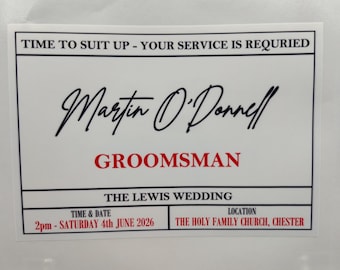 TIME TO SUIT UP - YOUR SERVICE IS REQURIED
Martin O'Donnell
GROOMSMAN
THE LEWIS WEDDING
TIME & DATE
2pm - SATURDAY 4th JUNE 2026
LOCATION
THE HOLY FAMILY CHURCH, CHESTER